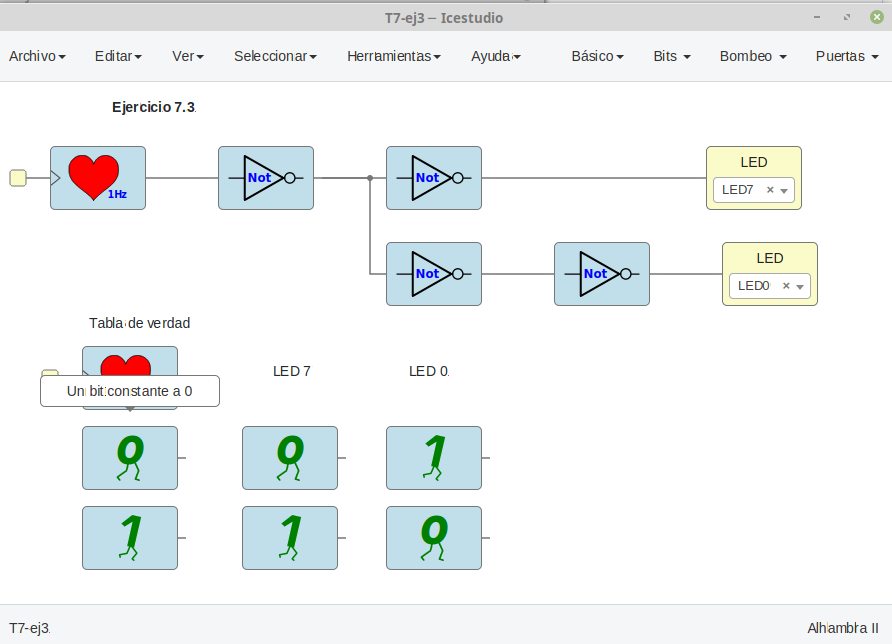 T7-ej3 – Icestudio
Archivo Editar Ver Seleccionar Herramientas Ayuda Básico Bits Bombeo Puertas
Ejercicio 7.3.
1Hz
Not
Not
LED
LED7 ×
Not
Not
LED
LED0 ×
Tabla de verdad
LED 7
LED 0.
Un bit constante a 0
0 0 1
1 1 0
T7-ej3.
Alhambra II